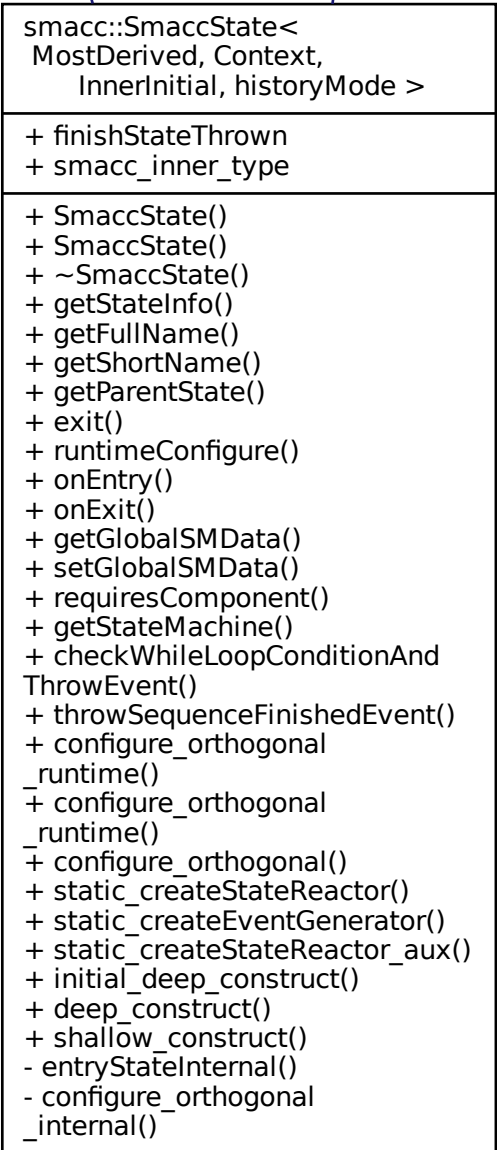 smacc::SmaccState<
MostDerived, Context,
InnerInitial, historyMode >
+ finishStateThrown
+ smacc_inner_type
+ SmaccState()
+ SmaccState()
+ ~SmaccState()
+ getStateInfo()
+ getFullName()
+ getShortName()
+ getParentState()
+ exit()
+ runtimeConfigure()
+ onEntry()
+ onExit()
+ getGlobalSMData()
+ setGlobalSMData()
+ requiresComponent()
+ getStateMachine()
+ checkWhileLoopConditionAnd
ThrowEvent()
+ throwSequenceFinishedEvent()
+ configure_orthogonal
_runtime()
+ configure_orthogonal
_runtime()
+ configure_orthogonal()
+ static_createStateReactor()
+ static_createEventGenerator()
+ static_createStateReactor_aux()
+ initial_deep_construct()
+ deep_construct()
+ shallow_construct()
- entryStateInternal()
- configure_orthogonal
_internal()